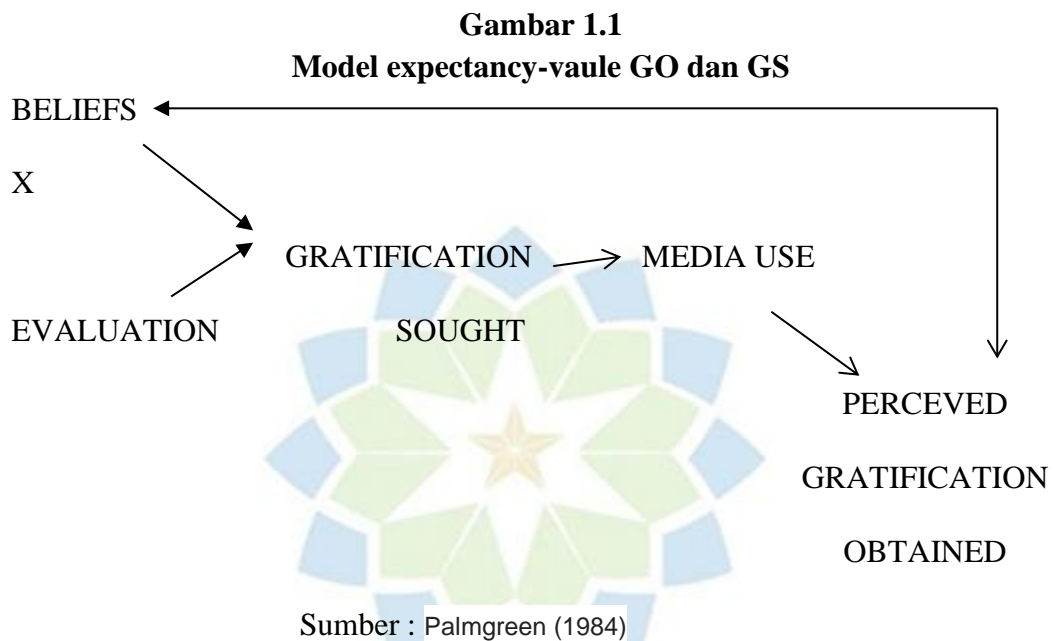 Gambar 1.1
Model expectancy-vaule GO dan GS
BELIEFS
X
GRATIFICATION MEDIA USE
EVALUATION SOUGHT
PERCEVED
GRATIFICATION
OBTAINED
Sumber : Palmgreen (1984)